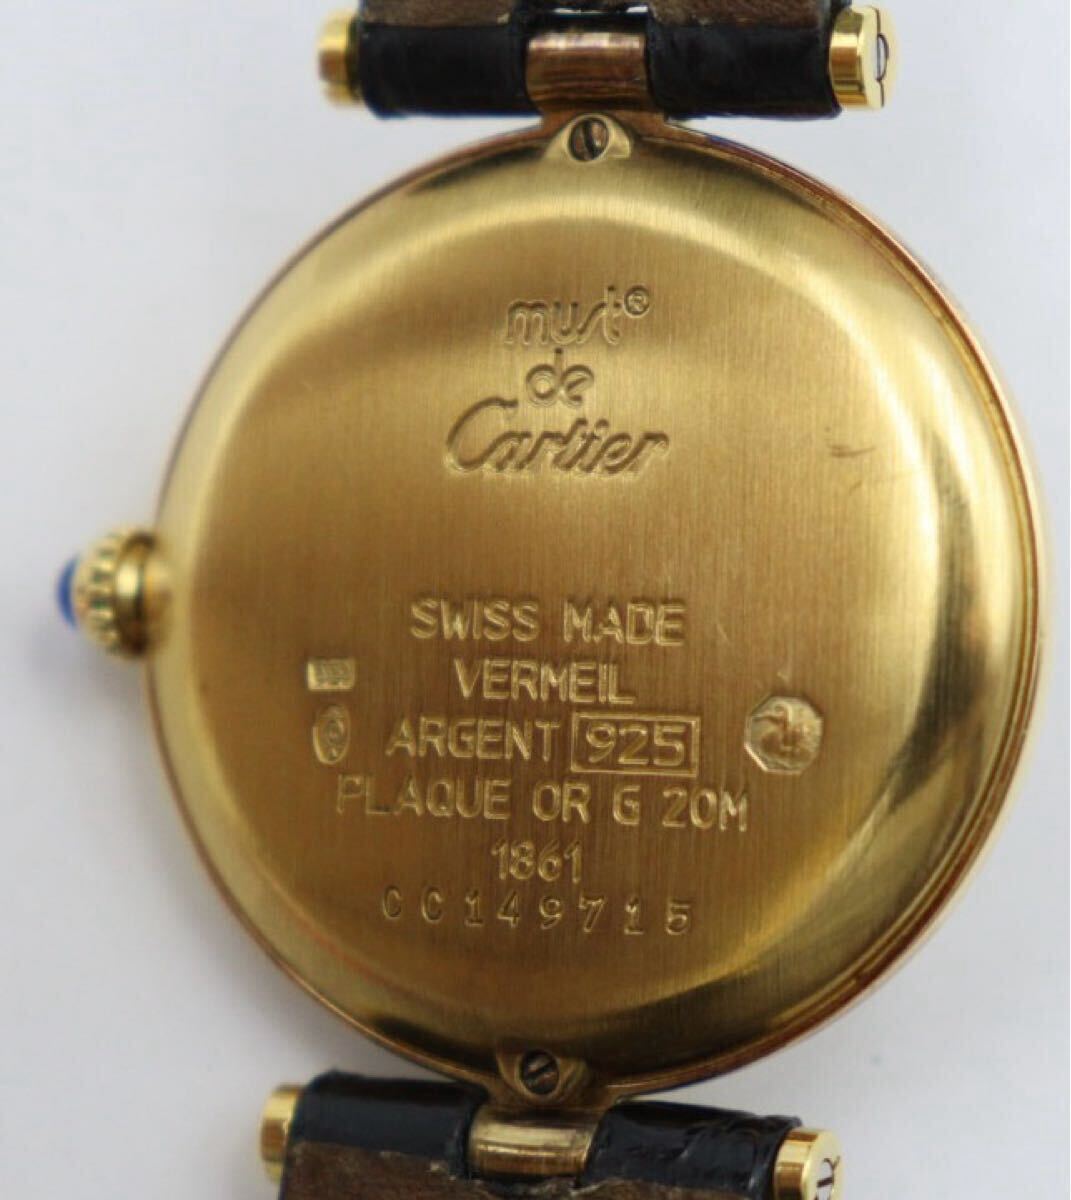 must®
de
Cartier
SWISS MADE
VERMEIL
ARGENT 925
PLAQUE OR G 20M
1861
CC149715